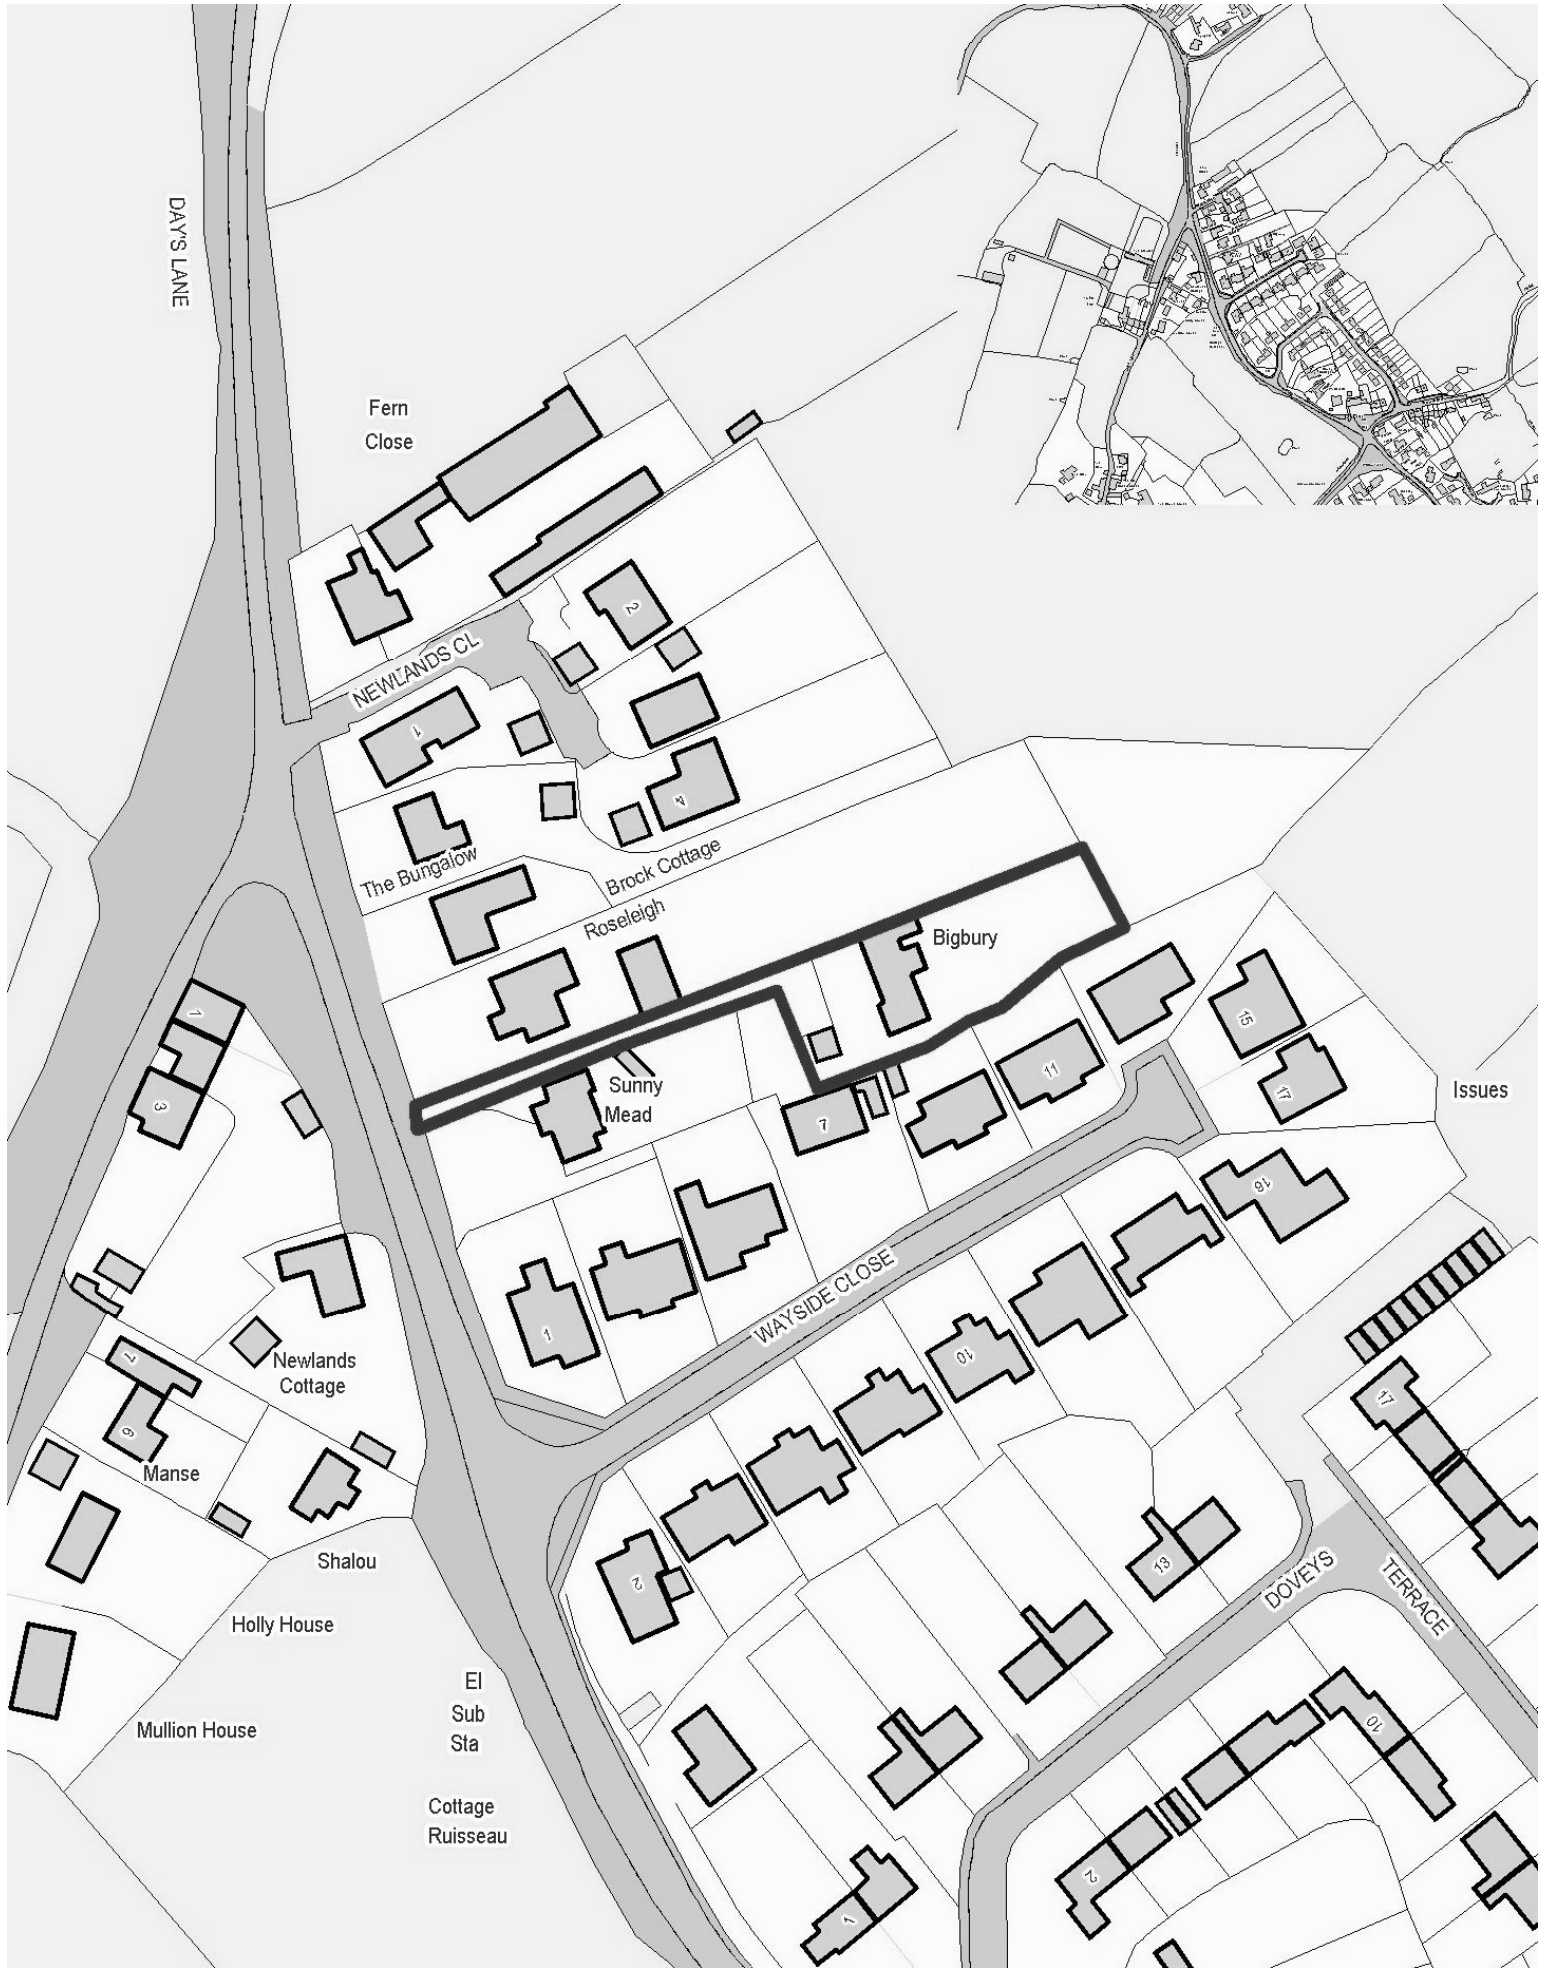 DAY'S LANE
Fern
Close
2
NEWLANDS CL
1
4
The Bungalow
Brock Cottage
Roseleigh
Bigbury
1
3
Sunny
Mead
7
11
15
17
Issues
16
WAYSIDE CLOSE
1
10
Newlands
Cottage
7
6
Manse
17
2
13
Shalou
DOVEYS
TERRACE
Holly House
El
Sub
Sta
Mullion House
10
Cottage
Ruisseau
2
1